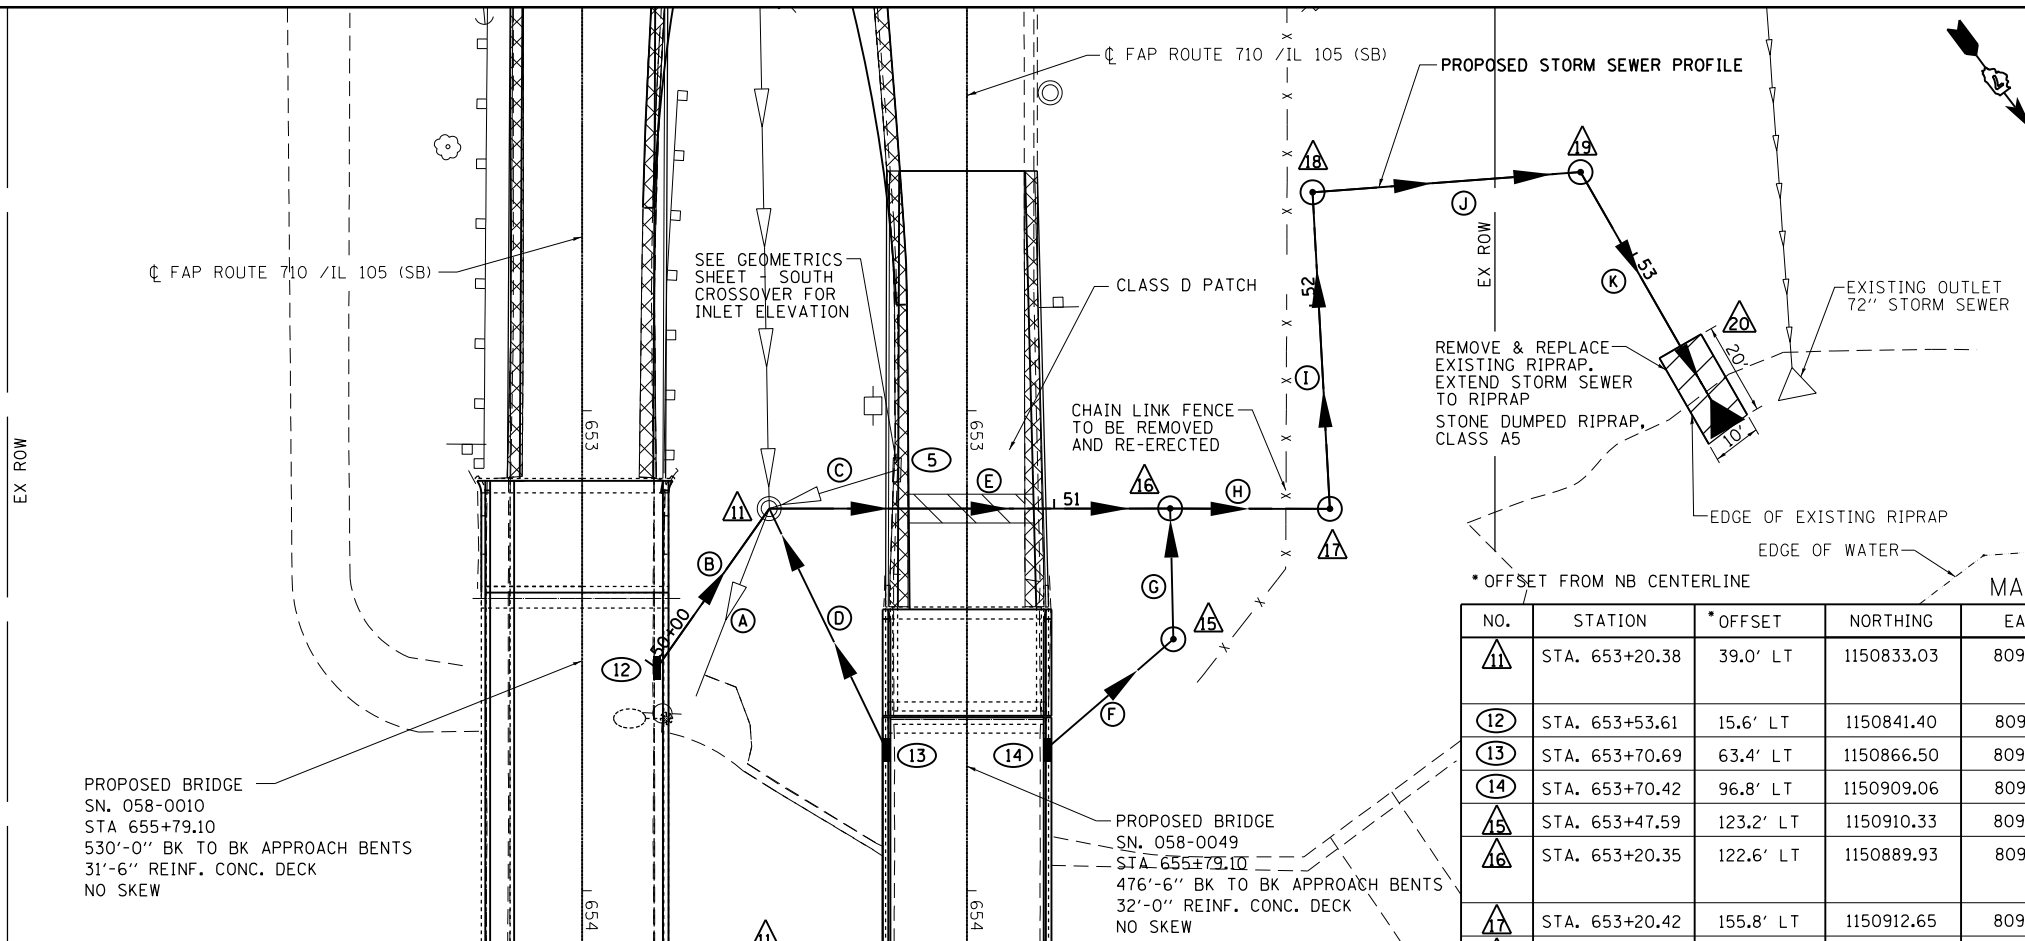 ℄ FAP ROUTE 710 /IL 105 (SB)
PROPOSED STORM SEWER PROFILE
18
19
J
EX ROW
℄ FAP ROUTE 710 /IL 105 (SB)
SEE GEOMETRICS
SHEET - SOUTH
CROSSOVER FOR
INLET ELEVATION
CLASS D PATCH
52
53
K
EXISTING OUTLET
72" STORM SEWER
20
20'
10'
REMOVE & REPLACE
EXISTING RIPRAP.
EXTEND STORM SEWER
TO RIPRAP
STONE DUMPED RIPRAP,
CLASS A5
I
CHAIN LINK FENCE
TO BE REMOVED
AND RE-ERECTED
653
653
EX ROW
C
5
E
11
51
16
H
17
EDGE OF EXISTING RIPRAP
EDGE OF WATER
B
A
D
G
15
50+00
12
F
13
14
PROPOSED BRIDGE
SN. 058-0010
STA 655+79.10
530'-0" BK TO BK APPROACH BENTS
31'-6" REINF. CONC. DECK
NO SKEW
PROPOSED BRIDGE
SN. 058-0049
STA 655+79.10
476'-6" BK TO BK APPROACH BENTS
32'-0" REINF. CONC. DECK
NO SKEW
654
654
11
* OFFSET FROM NB CENTERLINE
MA
NO. STATION * OFFSET NORTHING EA
11 STA. 653+20.38 39.0' LT 1150833.03 809
12 STA. 653+53.61 15.6' LT 1150841.40 809
13 STA. 653+70.69 63.4' LT 1150866.50 809
14 STA. 653+70.42 96.8' LT 1150909.06 809
15 STA. 653+47.59 123.2' LT 1150910.33 809
16 STA. 653+20.35 122.6' LT 1150889.93 809
17 STA. 653+20.42 155.8' LT 1150912.65 809